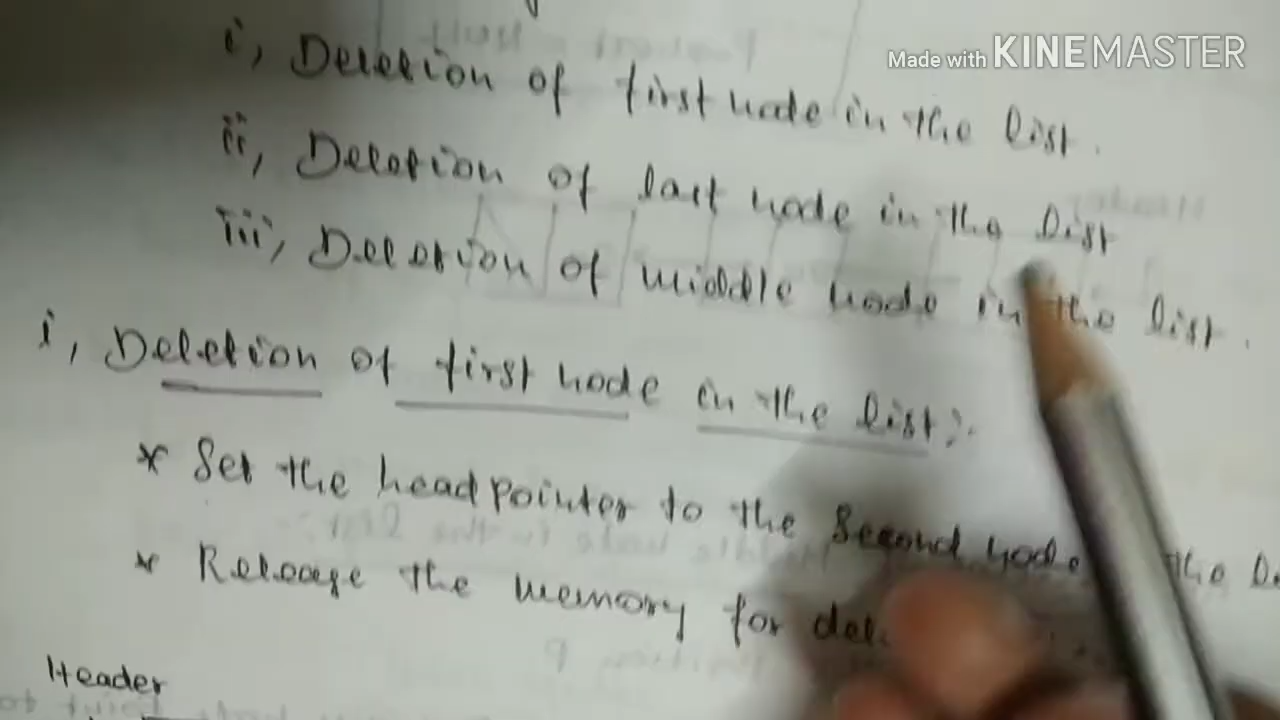 Made with KINEMASTER
i, Deletion of first node in the list.
ii, Deletion of last node in the list
iii, Deletion of middle node in the list.
i, Deletion of first node in the list:-
* Set the head pointer to the Second node the
* Release the memory for
Header